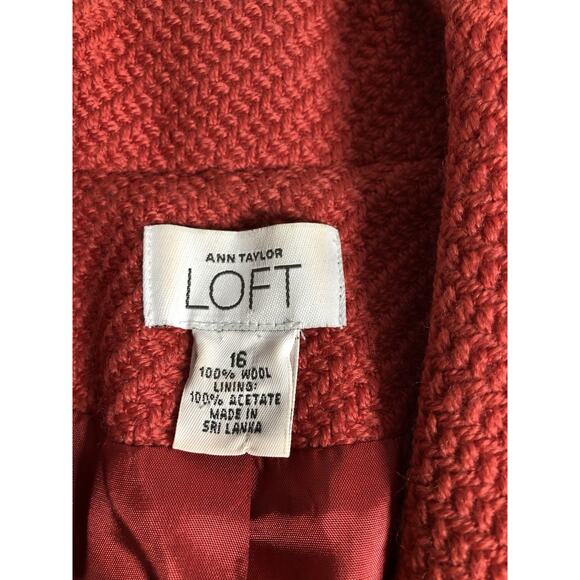 ANN TAYLOR
LOFT
16
100% WOOL
LINING:
100% ACETATE
MADE IN
SRI LANKA